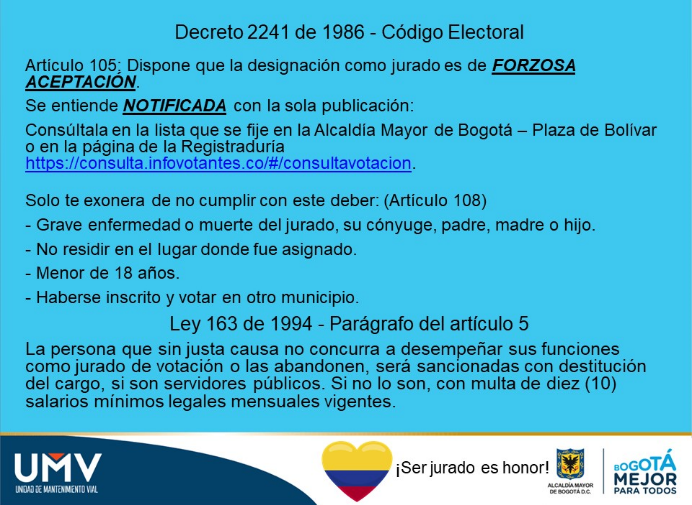 Decreto 2241 de 1986 - Código Electoral
Artículo 105: Dispone que la designación como jurado es de FORZOSA
ACEPTACIÓN.
Se entiende NOTIFICADA con la sola publicación:
Consúltala en la lista que se fije en la Alcaldía Mayor de Bogotá – Plaza de Bolívar
o en la página de la Registraduría
https://consulta.infovotantes.co/#/consultavotacion.
Solo te exonera de no cumplir con este deber: (Artículo 108)
- Grave enfermedad o muerte del jurado, su cónyuge, padre, madre o hijo.
- No residir en el lugar donde fue asignado.
- Menor de 18 años.
- Haberse inscrito y votar en otro municipio.
Ley 163 de 1994 - Parágrafo del artículo 5
La persona que sin justa causa no concurra a desempeñar sus funciones
como jurado de votación o las abandonen, será sancionadas con destitución
del cargo, si son servidores públicos. Si no lo son, con multa de diez (10)
salarios mínimos legales mensuales vigentes.
UMV
UNIDAD DE MANTENIMIENTO VIAL
¡Ser jurado es honor!
ALCALDÍA MAYOR
DE BOGOTÁ D.C.
BOGOTÁ
MEJOR
PARA TODOS